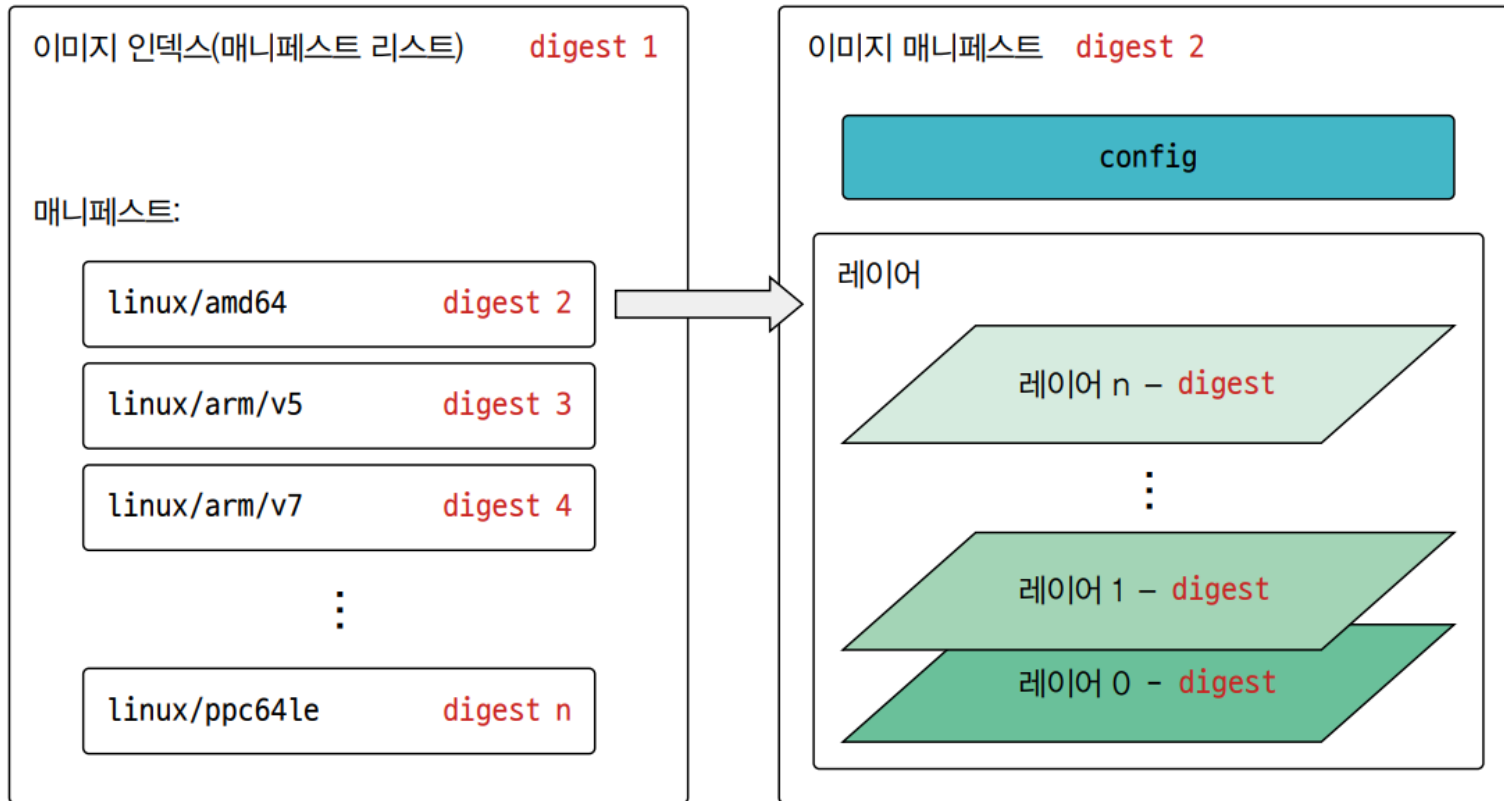 이미지 인덱스(매니페스트 리스트) digest 1
매니페스트:
linux/amd64 digest 2
linux/arm/v5 digest 3
linux/arm/v7 digest 4
⋮
linux/ppc64le digest n
이미지 매니페스트 digest 2
config
레이어
레이어 n – digest
⋮
레이어 1 – digest
레이어 0 – digest